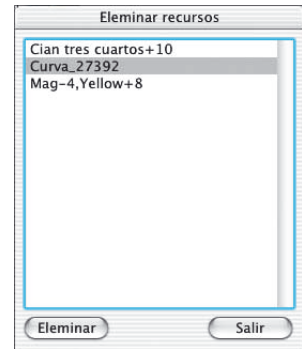 Eleminar recursos
Cian tres cuartos+10
Curva_27392
Mag-4,Yellow+8
Eleminar
Salir